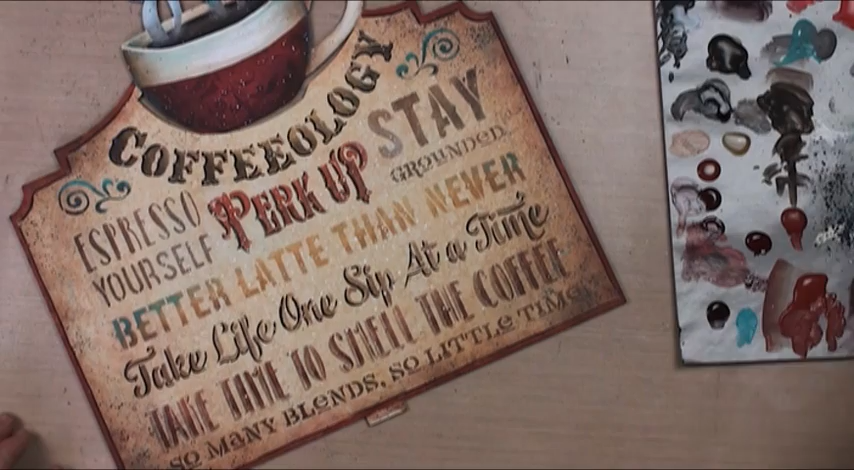 COFFEEOLOGY
ESPRESSO YOURSELF
PERK UP
STAY GROUNDED
BETTER LATTE THAN NEVER
Take Life One Sip At a Time
TAKE TIME TO SMELL THE COFFEE
SO MANY BLENDS, SO LITTLE TIME